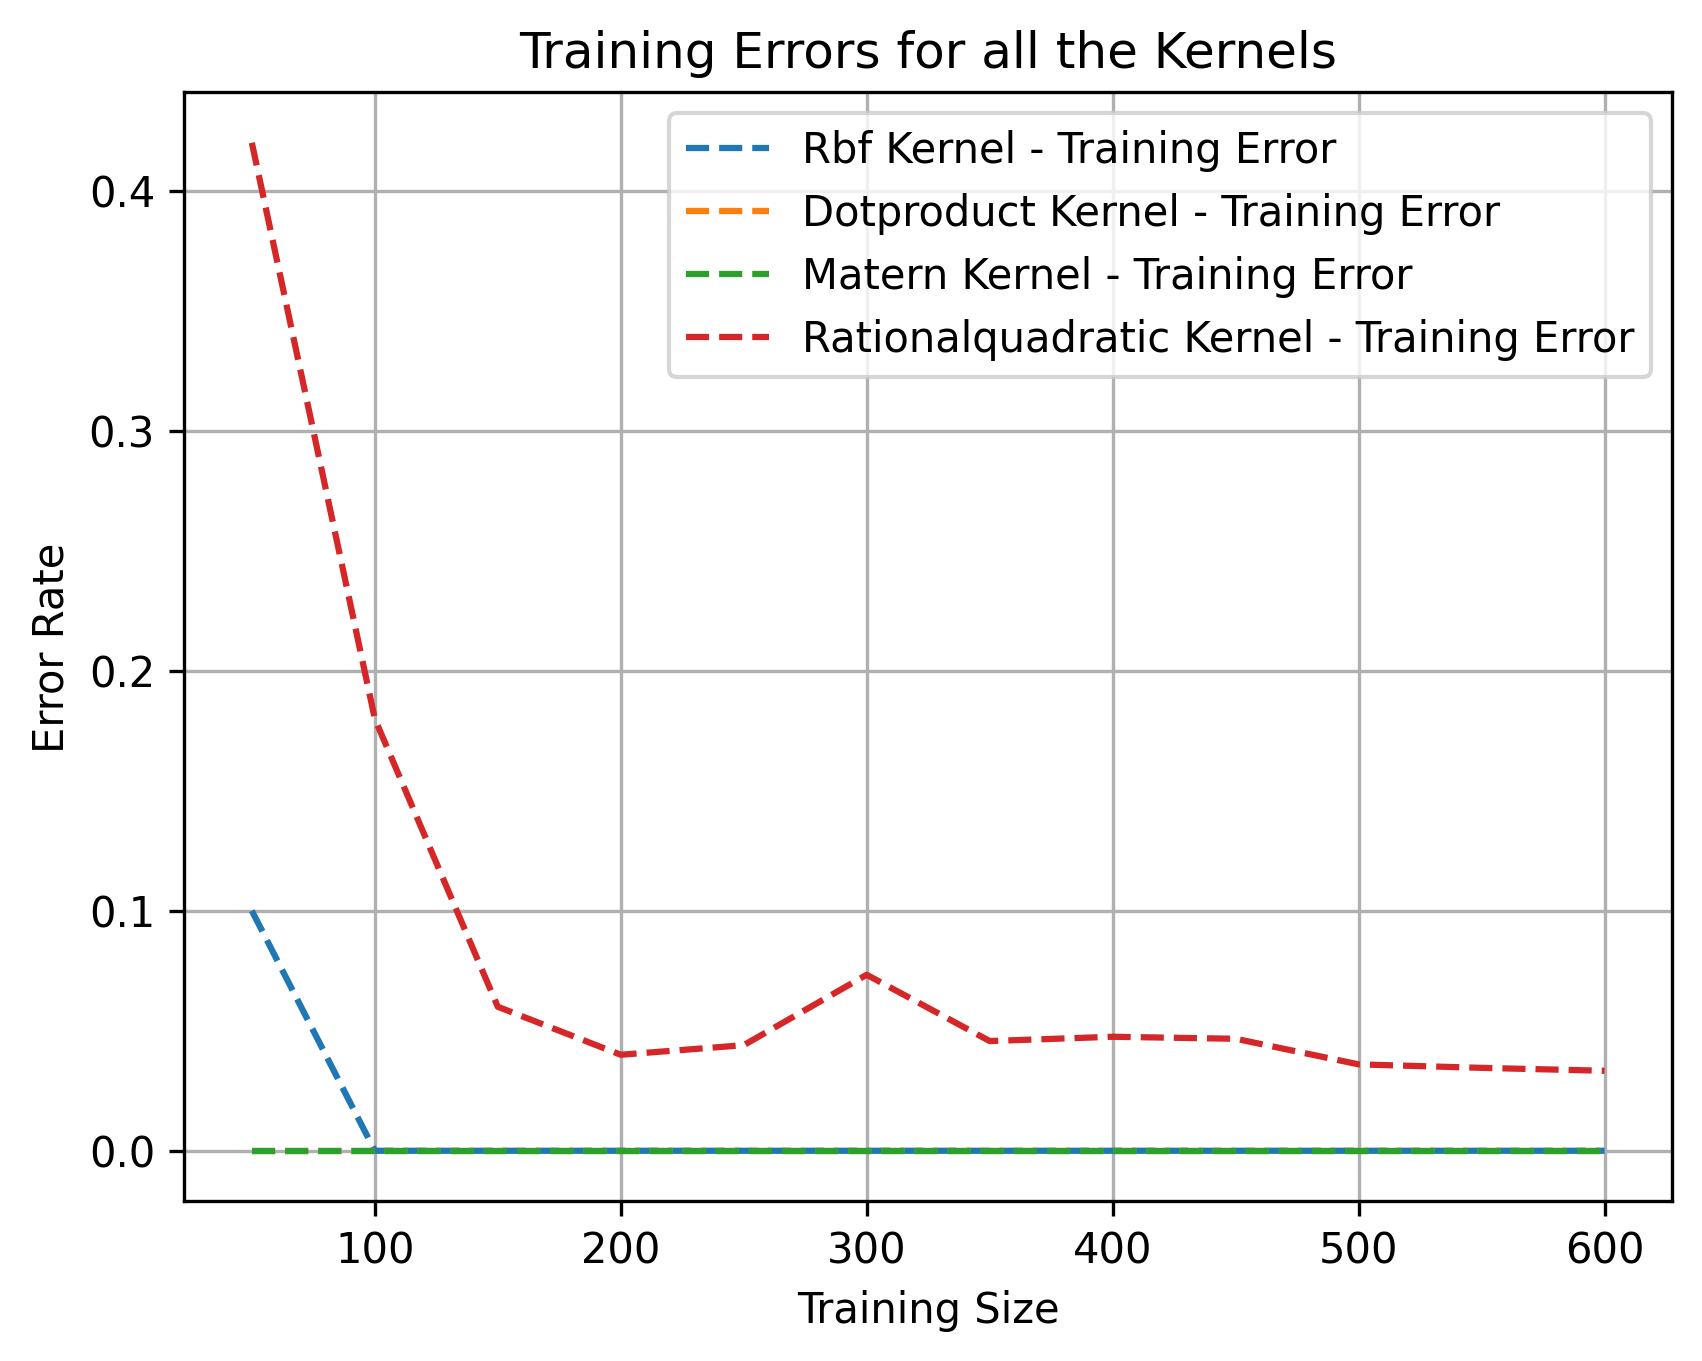 Training Errors for all the Kernels
Rbf Kernel - Training Error
Dotproduct Kernel - Training Error
Matern Kernel - Training Error
Rationalquadratic Kernel - Training Error
Error Rate
0.4
0.3
0.2
0.1
0.0
100 200 300 400 500 600
Training Size